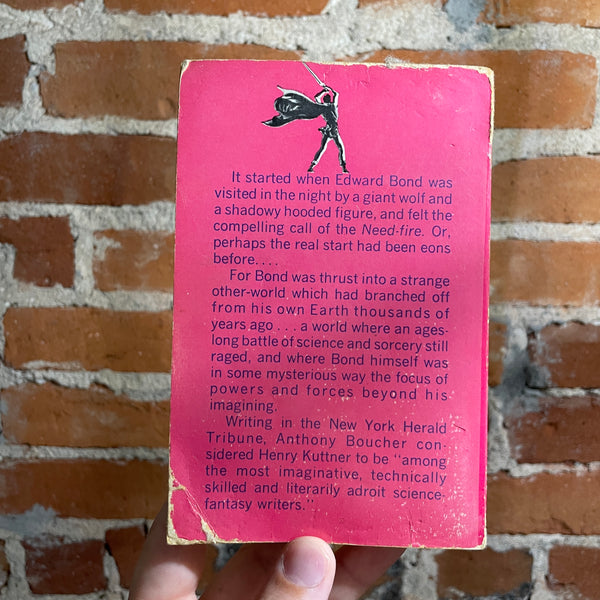 It started when Edward Bond was
visited in the night by a giant wolf and
a shadowy hooded figure, and felt the
compelling call of the Need-fire. Or,
perhaps the real start had been eons
before. . . .
For Bond was thrust into a strange
other-world which had branched off
from his own Earth thousands of
years ago . . . a world where an ages-
long battle of science and sorcery still
raged, and where Bond himself was
in some mysterious way the focus of
powers and forces beyond his
imagining.
Writing in the New York Herald
Tribune, Anthony Boucher con-
sidered Henry Kuttner to be “among
the most imaginative, technically
skilled and literarily adroit science-
fantasy writers.”